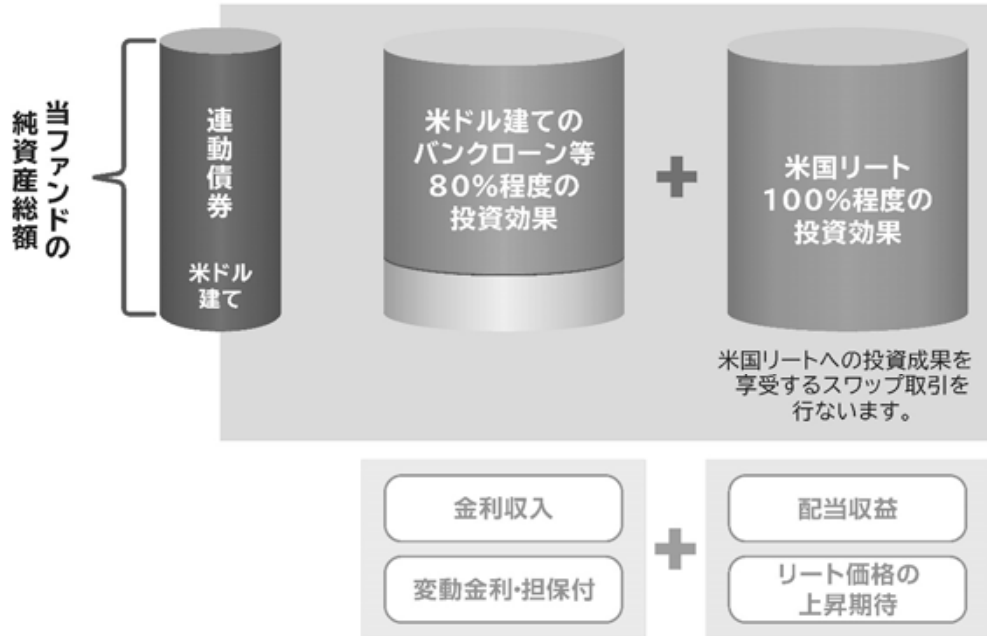 当ファンドの
純資産総額
連動債券
米ドル
建て
米ドル建ての
バンクローン等
80%程度の
投資効果
+
米国リート
100%程度の
投資効果
米国リートへの投資成果を
享受するスワップ取引を
行ないます。
金利収入
変動金利・担保付
+
配当収益
リート価格の
上昇期待